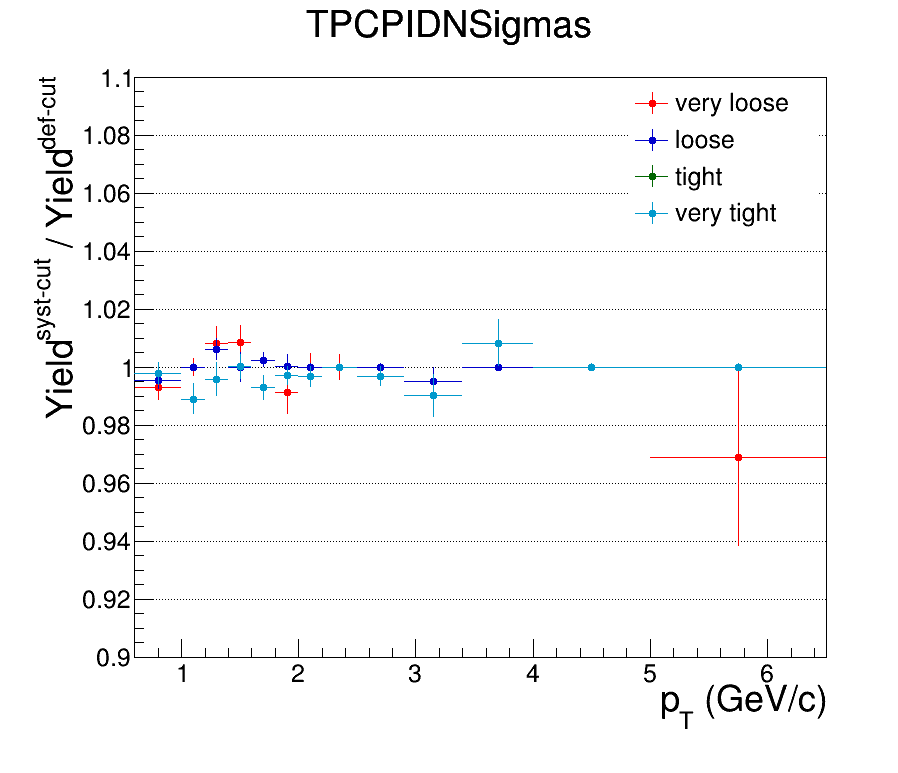 TPCPIDNSigmas
Yield^syst-cut / Yield^def-cut
1.1
1.08
1.06
1.04
1.02
1
0.98
0.96
0.94
0.92
0.9
very loose
loose
tight
very tight
1 2 3 4 5 6
p_T (GeV/c)